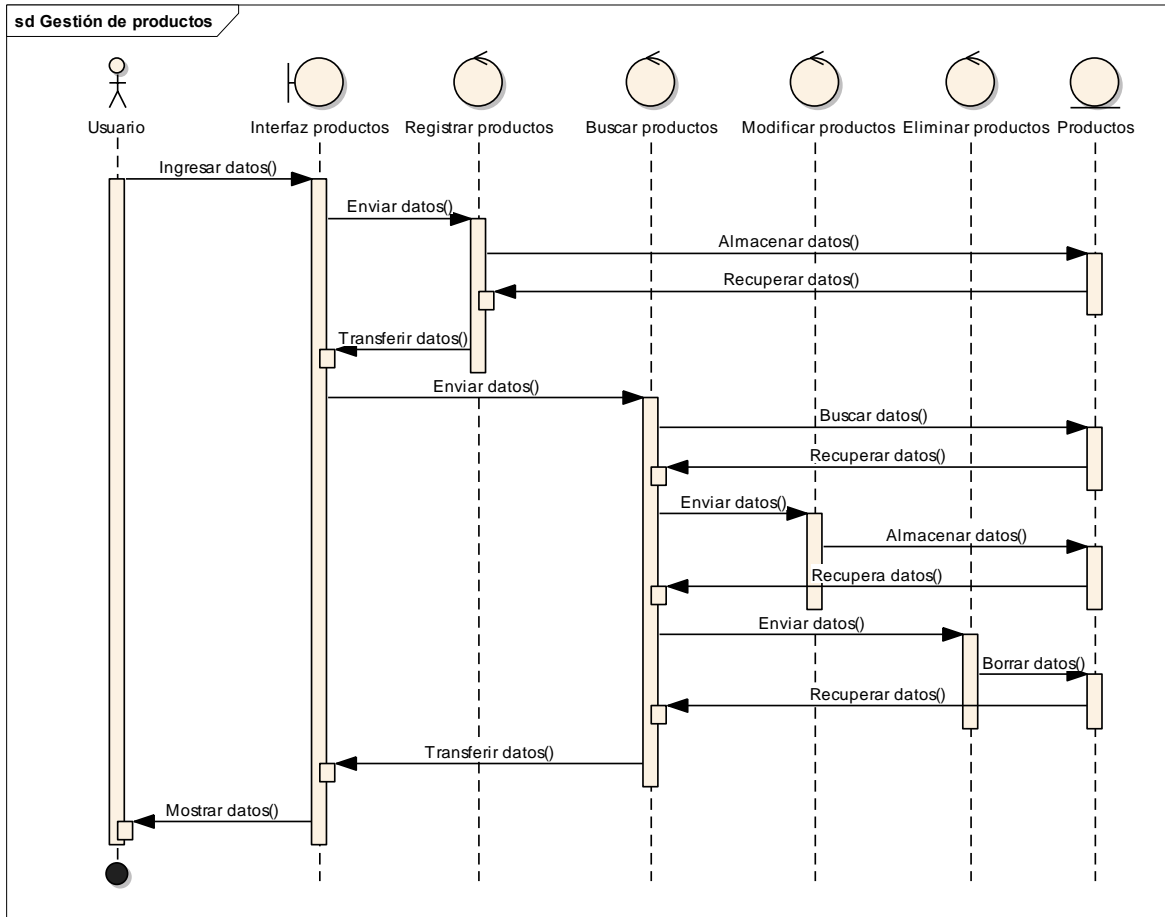 sd Gestión de productos
Usuario
Interfaz productos
Registrar productos
Buscar productos
Modificar productos
Eliminar productos
Productos
Ingresar datos()
Enviar datos()
Almacenar datos()
Recuperar datos()
Transferir datos()
Enviar datos()
Buscar datos()
Recuperar datos()
Enviar datos()
Almacenar datos()
Recupera datos()
Enviar datos()
Borrar datos()
Recuperar datos()
Transferir datos()
Mostrar datos()